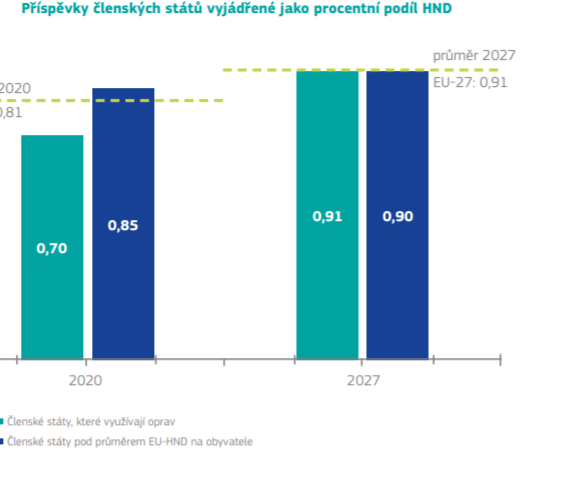 Příspěvky členských států vyjádřené jako procentní podíl HND
průměr 2027
EU-27: 0,91
2020
0,81
0,70
0,85
0,91
0,90
2020
2027
Členské státy, které využívají oprav
Členské státy pod průměrem EU-HND na obyvatele